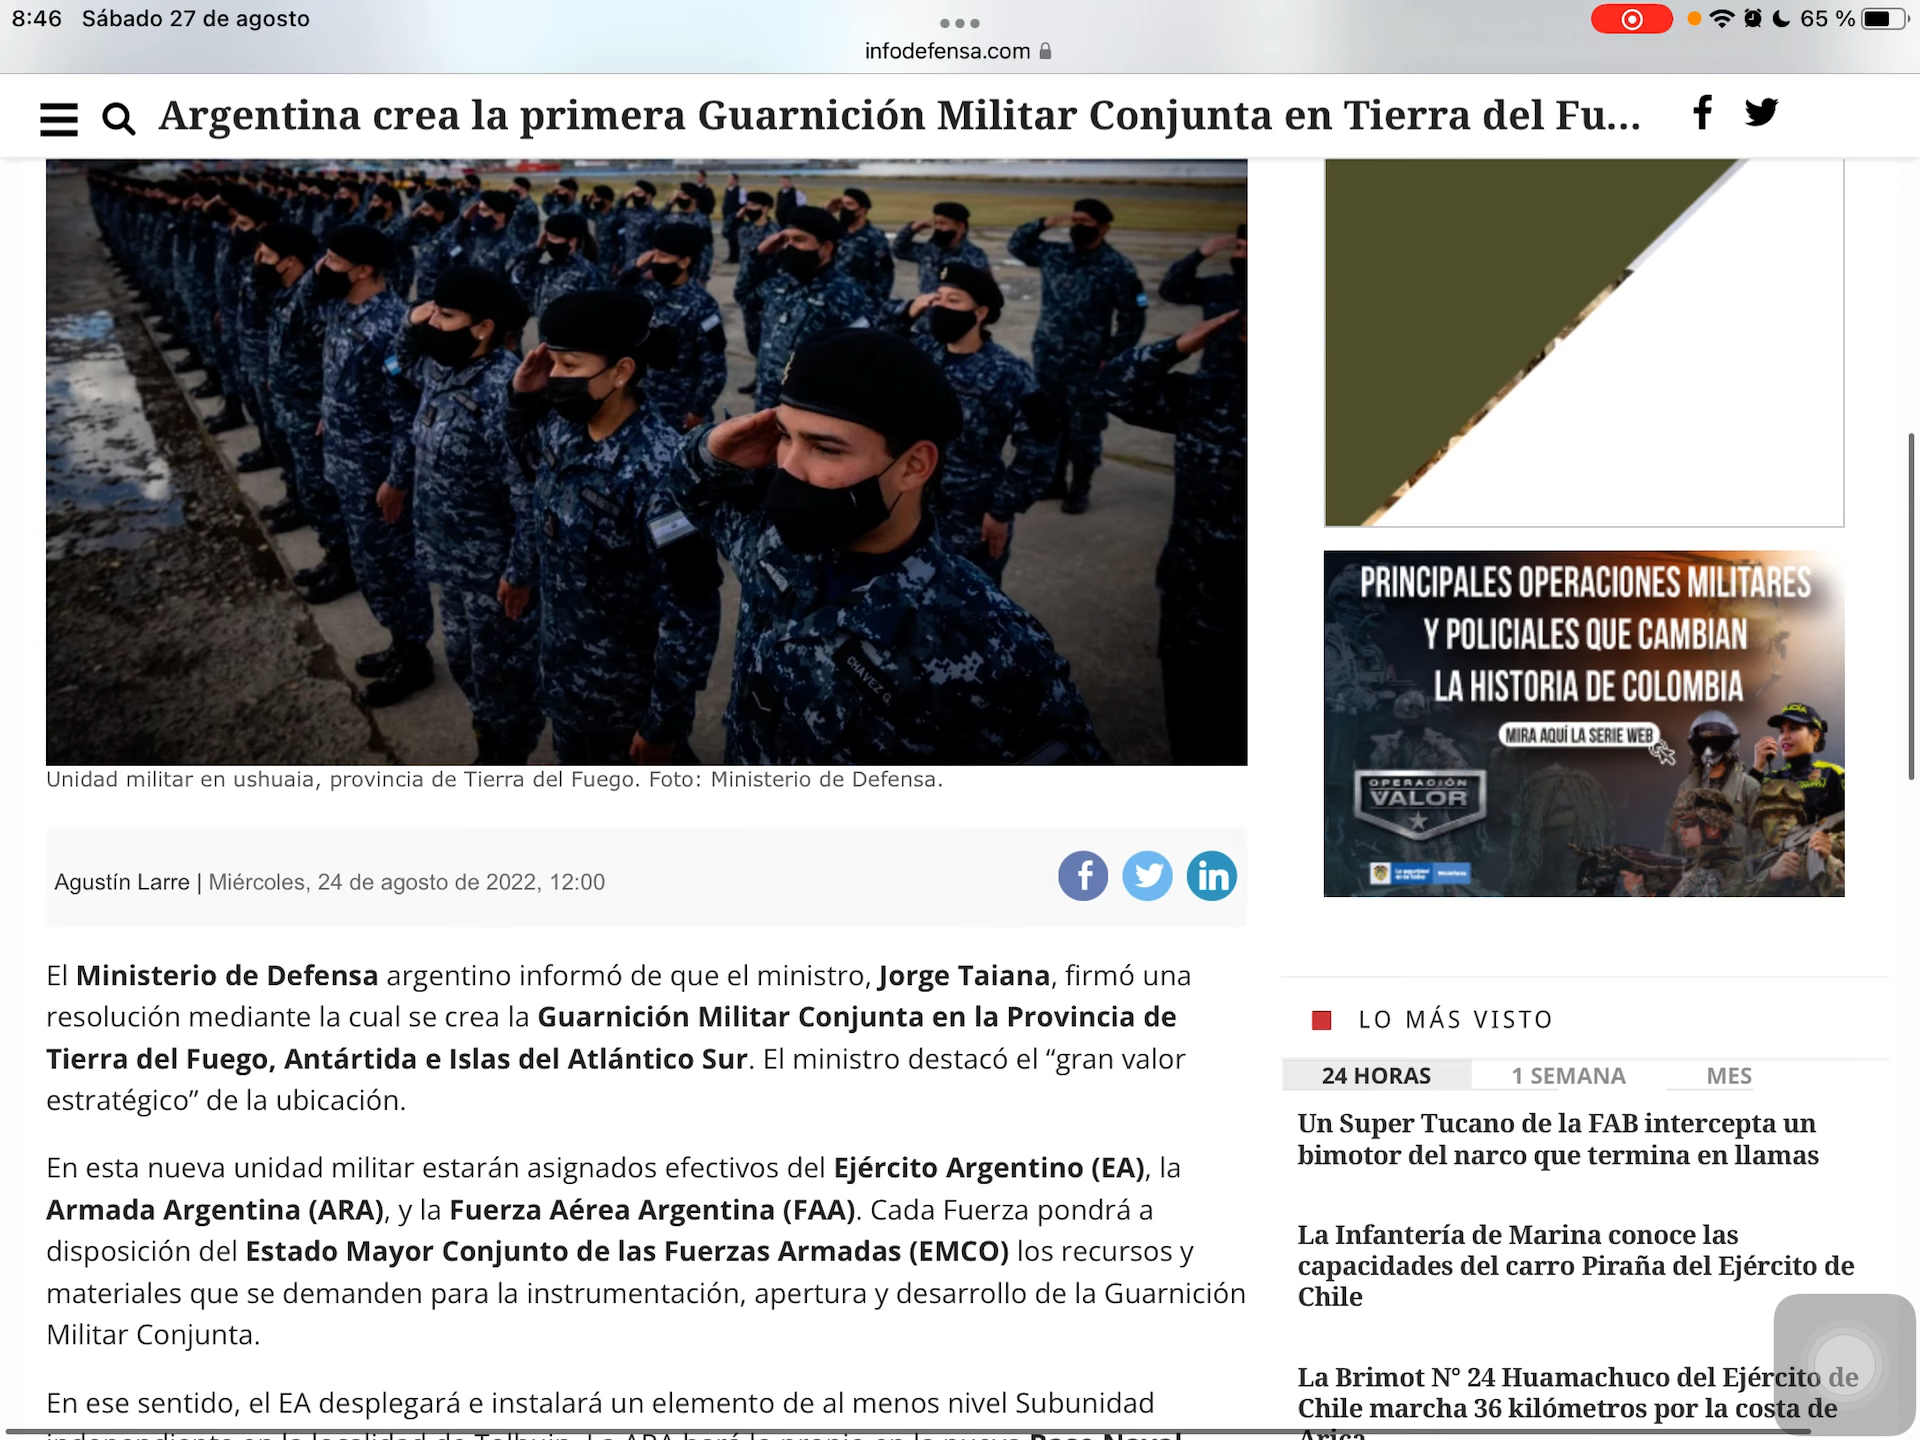 8:46 Sábado 27 de agosto
65 %
infodefensa.com
Argentina crea la primera Guarnición Militar Conjunta en Tierra del Fu...
CHAVEZ G.
Unidad militar en ushuaia, provincia de Tierra del Fuego. Foto: Ministerio de Defensa.
Agustín Larre | Miércoles, 24 de agosto de 2022, 12:00
El Ministerio de Defensa argentino informó de que el ministro, Jorge Taiana, firmó una
resolución mediante la cual se crea la Guarnición Militar Conjunta en la Provincia de
Tierra del Fuego, Antártida e Islas del Atlántico Sur. El ministro destacó el “gran valor
estratégico” de la ubicación.
En esta nueva unidad militar estarán asignados efectivos del Ejército Argentino (EA), la
Armada Argentina (ARA), y la Fuerza Aérea Argentina (FAA). Cada Fuerza pondrá a
disposición del Estado Mayor Conjunto de las Fuerzas Armadas (EMCO) los recursos y
materiales que se demanden para la instrumentación, apertura y desarrollo de la Guarnición
Militar Conjunta.
En ese sentido, el EA desplegará e instalará un elemento de al menos nivel Subunidad
PRINCIPALES OPERACIONES MILITARES
Y POLICIALES QUE CAMBIAN
LA HISTORIA DE COLOMBIA
MIRA AQUÍ LA SERIE WEB
OPERACIÓN
VALOR
LO MÁS VISTO
24 HORAS 1 SEMANA MES
Un Super Tucano de la FAB intercepta un
bimotor del narco que termina en llamas
La Infantería de Marina conoce las
capacidades del carro Piraña del Ejército de
Chile
La Brimot N° 24 Huamachuco del Ejército de
Chile marcha 36 kilómetros por la costa de
Arica